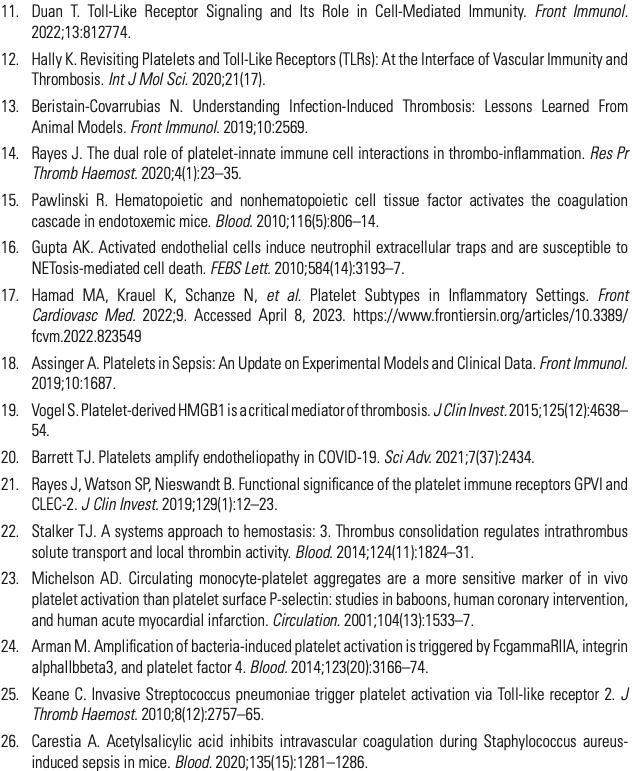 11. Duan T. Toll-Like Receptor Signaling and Its Role in Cell-Mediated Immunity. Front Immunol.
2022;13:812774.
12. Hally K. Revisiting Platelets and Toll-Like Receptors (TLRs): At the Interface of Vascular Immunity and
Thrombosis. Int J Mol Sci. 2020;21(17).
13. Beristain-Covarrubias N. Understanding Infection-Induced Thrombosis: Lessons Learned From
Animal Models. Front Immunol. 2019;10:2569.
14. Rayes J. The dual role of platelet-innate immune cell interactions in thrombo-inflammation. Res Pr
Thromb Haemost. 2020;4(1):23–35.
15. Pawlinski R. Hematopoietic and nonhematopoietic cell tissue factor activates the coagulation
cascade in endotoxemic mice. Blood. 2010;116(5):806–14.
16. Gupta AK. Activated endothelial cells induce neutrophil extracellular traps and are susceptible to
NETosis-mediated cell death. FEBS Lett. 2010;584(14):3193–7.
17. Hamad MA, Krauel K, Schanze N, et al. Platelet Subtypes in Inflammatory Settings. Front
Cardiovasc Med. 2022;9. Accessed April 8, 2023. https://www.frontiersin.org/articles/10.3389/
fcvm.2022.823549
18. Assinger A. Platelets in Sepsis: An Update on Experimental Models and Clinical Data. Front Immunol.
2019;10:1687.
19. Vogel S. Platelet-derived HMGB1 is a critical mediator of thrombosis. J Clin Invest. 2015;125(12):4638–
54.
20. Barrett TJ. Platelets amplify endotheliopathy in COVID-19. Sci Adv. 2021;7(37):2434.
21. Rayes J, Watson SP, Nieswandt B. Functional significance of the platelet immune receptors GPVI and
CLEC-2. J Clin Invest. 2019;129(1):12–23.
22. Stalker TJ. A systems approach to hemostasis: 3. Thrombus consolidation regulates intrathrombus
solute transport and local thrombin activity. Blood. 2014;124(11):1824–31.
23. Michelson AD. Circulating monocyte-platelet aggregates are a more sensitive marker of in vivo
platelet activation than platelet surface P-selectin: studies in baboons, human coronary intervention,
and human acute myocardial infarction. Circulation. 2001;104(13):1533–7.
24. Arman M. Amplification of bacteria-induced platelet activation is triggered by FcgammaRIIA, integrin
alphaIIbbeta3, and platelet factor 4. Blood. 2014;123(20):3166–74.
25. Keane C. Invasive Streptococcus pneumoniae trigger platelet activation via Toll-like receptor 2. J
Thromb Haemost. 2010;8(12):2757–65.
26. Carestia A. Acetylsalicylic acid inhibits intravascular coagulation during Staphylococcus aureus-
induced sepsis in mice. Blood. 2020;135(15):1281–1286.